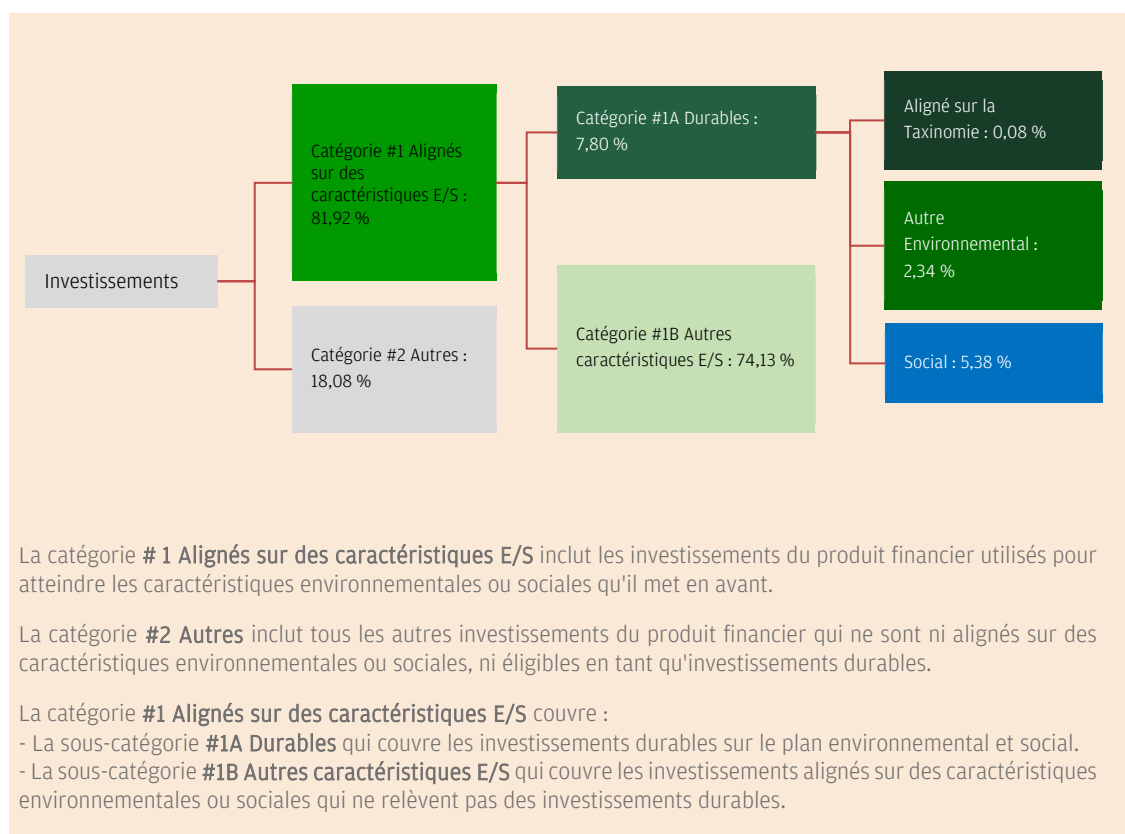 Investissements
Catégorie #1 Alignés
sur des
caractéristiques E/S :
81,92 %
Catégorie #2 Autres :
18,08 %
Catégorie #1A Durables :
7,80 %
Catégorie #1B Autres
caractéristiques E/S : 74,13 %
Aligné sur la
Taxinomie : 0,08 %
Autre
Environnemental :
2,34 %
Social : 5,38 %
La catégorie # 1 Alignés sur des caractéristiques E/S inclut les investissements du produit financier utilisés pour
atteindre les caractéristiques environnementales ou sociales qu'il met en avant.
La catégorie #2 Autres inclut tous les autres investissements du produit financier qui ne sont ni alignés sur des
caractéristiques environnementales ou sociales, ni éligibles en tant qu'investissements durables.
La catégorie #1 Alignés sur des caractéristiques E/S couvre :
- La sous-catégorie #1A Durables qui couvre les investissements durables sur le plan environnemental et social.
- La sous-catégorie #1B Autres caractéristiques E/S qui couvre les investissements alignés sur des caractéristiques
environnementales ou sociales qui ne relèvent pas des investissements durables.